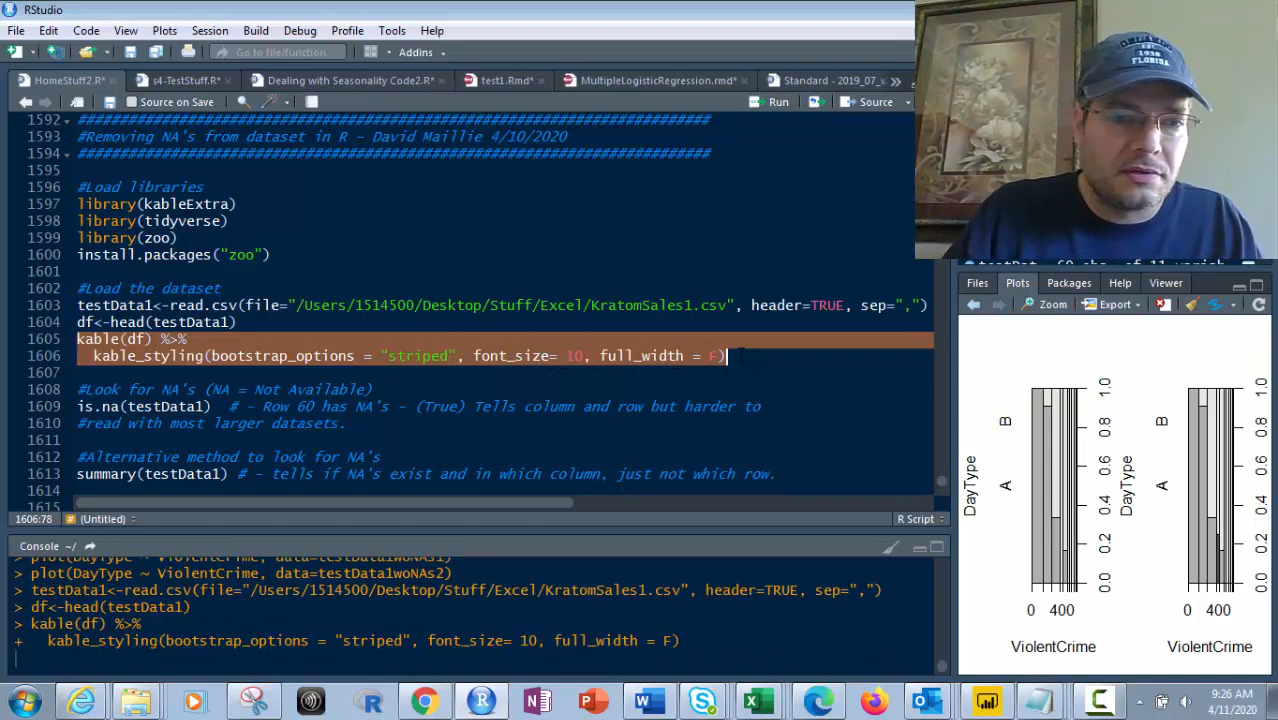 RStudio
File Edit Code View Plots Session Build Debug Profile Tools Help
Go to file/function Addins
HomeStuff2.R* s4-TestStuff.R* Dealing with Seasonality Code2.R* test1.Rmd* MultipleLogisticRegression.rmd* Standard - 2019_07_
Source on Save Run Source
1592 ###############################################################################
1593 #Removing NA's from dataset in R - David Maillie 4/10/2020
1594 ###############################################################################
1595
1596 #Load libraries
1597 library(kableExtra)
1598 library(tidyverse)
1599 library(zoo)
1600 install.packages("zoo")
1601
1602 #Load the dataset
1603 testData1<-read.csv(file="/Users/1514500/Desktop/Stuff/Excel/KratomSales1.csv", header=TRUE, sep=",")
1604 df<-head(testData1)
1605 kable(df) %>%
1606 kable_styling(bootstrap_options = "striped", font_size= 10, full_width = F)
1607
1608 #Look for NA's (NA = Not Available)
1609 is.na(testData1) # - Row 60 has NA's - (True) Tells column and row but harder to
1610 #read with most larger datasets.
1611
1612 #Alternative method to look for NA's
1613 summary(testData1) # - tells if NA's exist and in which column, just not which row.
1614
1615
1606:78 (Untitled) R Script
Console ~/
> plot(DayType ~ ViolentCrime, data=testData1woNAs1)
> plot(DayType ~ ViolentCrime, data=testData1woNAs2)
> testData1<-read.csv(file="/Users/1514500/Desktop/Stuff/Excel/KratomSales1.csv", header=TRUE, sep=",")
> df<-head(testData1)
> kable(df) %>%
+ kable_styling(bootstrap_options = "striped", font_size= 10, full_width = F)
ORLANDO
EST.
1938
FLORIDA
Files Plots Packages Help Viewer
Zoom Export
DayType
A B
0.0 0.2 0.4 0.6 0.8 1.0
0 400
ViolentCrime
DayType
A B
0.0 0.2 0.4 0.6 0.8 1.0
0 400
ViolentCrime
9:26 AM
4/11/2020